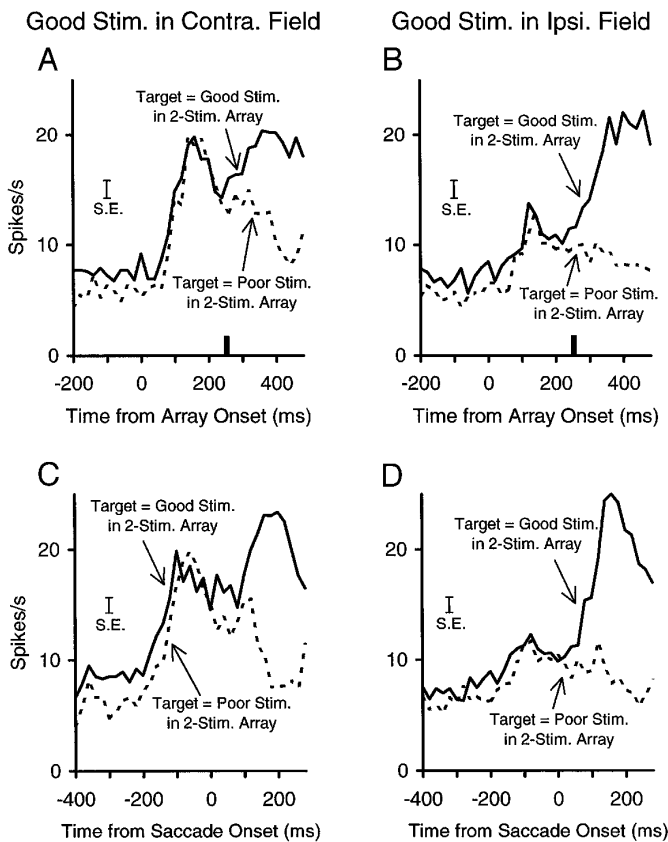 Good Stim. in Contra. Field
Good Stim. in Ipsi. Field
A
B
Target = Good Stim.
in 2-Stim. Array
Target = Good Stim.
in 2-Stim. Array
20
20
S.E.
S.E.
Spikes/s
10
10
Target = Poor Stim.
in 2-Stim. Array
Target = Poor Stim.
in 2-Stim. Array
0
0
-200
0
200
400
-200
0
200
400
Time from Array Onset (ms)
Time from Array Onset (ms)
C
D
Target = Good Stim.
in 2-Stim. Array
Target = Good Stim.
in 2-Stim. Array
20
20
S.E.
S.E.
Spikes/s
10
10
Target = Poor Stim.
in 2-Stim. Array
Target = Poor Stim.
in 2-Stim. Array
0
0
-400
-200
0
200
-400
-200
0
200
Time from Saccade Onset (ms)
Time from Saccade Onset (ms)